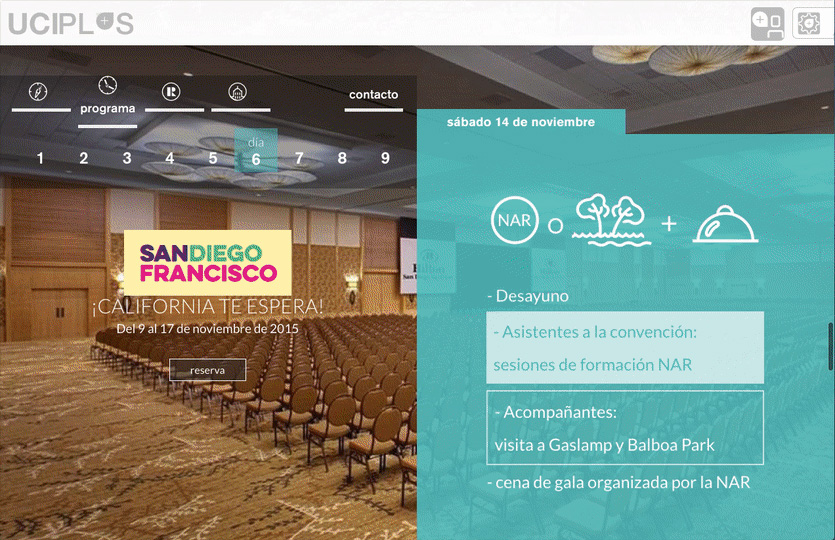 UCIPLUS
contacto
programa
día
1 2 3 4 5 6 7 8 9
SANDIEGO
FRANCISCO
¡CALIFORNIA TE ESPERA!
Del 9 al 17 de noviembre de 2015
reserva
Hilton
sábado 14 de noviembre
NAR o +
- Desayuno
- Asistentes a la convención:
sesiones de formación NAR
- Acompañantes:
visita a Gaslamp y Balboa Park
- cena de gala organizada por la NAR